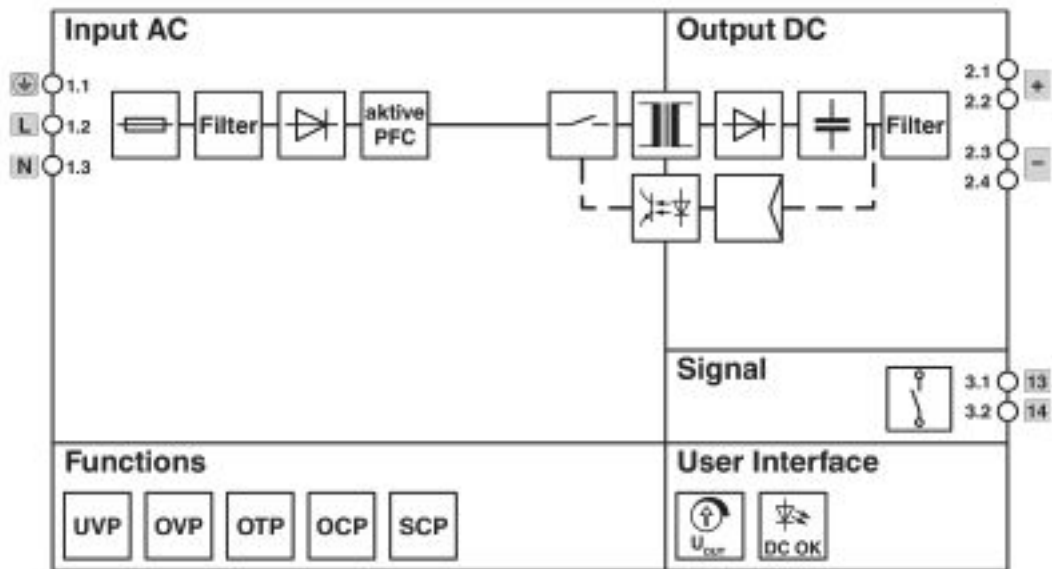 Input AC
Output DC
1.1
L 1.2
N 1.3
Filter
aktive
PFC
Filter
2.1
+
2.2
2.3
-
2.4
Signal
3.1 13
3.2 14
Functions
UVP OVP OTP OCP SCP
User Interface
UOUT
DC OK